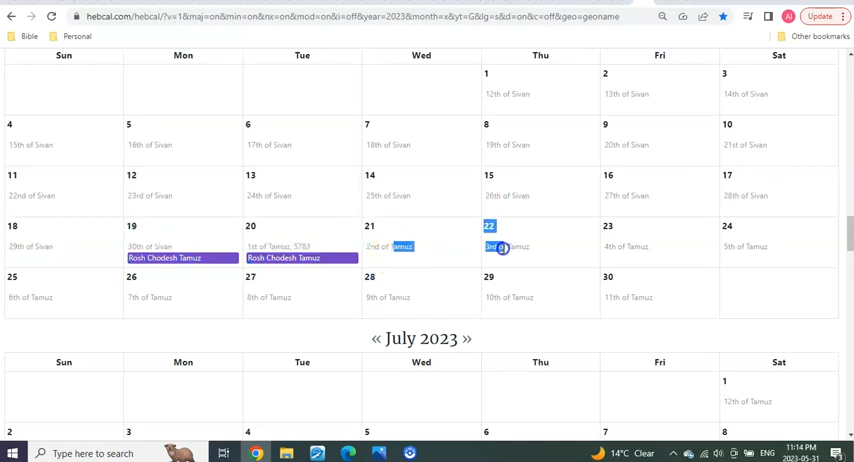 hebcal.com/hebcal/?v=1&maj=on&min=on&nx=on&mod=on&i=off&year=2023&month=x&yt=G&lg=s&d=on&c=off&geo=geoname
AI
Update
Bible
Personal
Other bookmarks
Sun Mon Tue Wed Thu Fri Sat
1 2 3
12th of Sivan 13th of Sivan 14th of Sivan
4 5 6 7 8 9 10
15th of Sivan 16th of Sivan 17th of Sivan 18th of Sivan 19th of Sivan 20th of Sivan 21st of Sivan
11 12 13 14 15 16 17
22nd of Sivan 23rd of Sivan 24th of Sivan 25th of Sivan 26th of Sivan 27th of Sivan 28th of Sivan
18 19 20 21 22 23 24
29th of Sivan 30th of Sivan 1st of Tamuz, 5783 2nd of Tamuz 3rd of Tamuz 4th of Tamuz 5th of Tamuz
Rosh Chodesh Tamuz Rosh Chodesh Tamuz
25 26 27 28 29 30
6th of Tamuz 7th of Tamuz 8th of Tamuz 9th of Tamuz 10th of Tamuz 11th of Tamuz
« July 2023 »
Sun Mon Tue Wed Thu Fri Sat
1
12th of Tamuz
2 3 4 5 6 7 8
Type here to search
14°C Clear
ENG
11:14 PM
2023-05-31
3